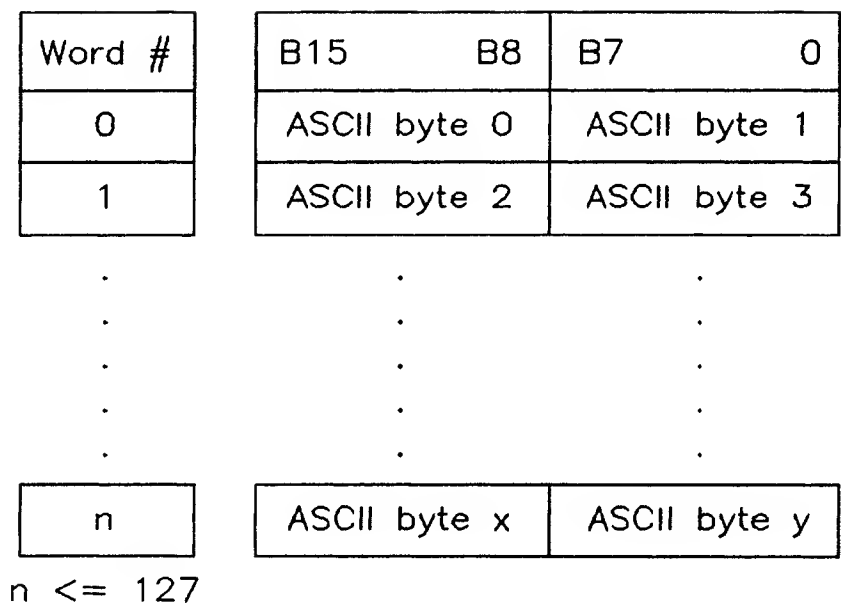 Word # B15 B8 B7 0
0 ASCII byte 0 ASCII byte 1
1 ASCII byte 2 ASCII byte 3
. . .
. . .
. . .
. . .
. . .
n ASCII byte x ASCII byte y
n <= 127